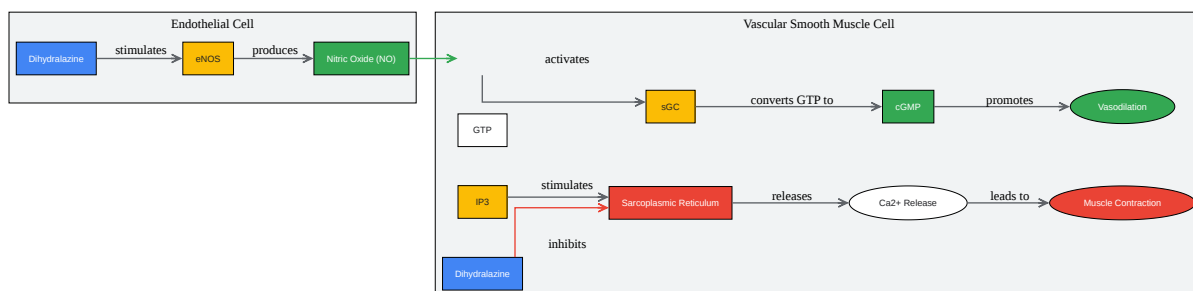 Endothelial Cell
Dihydralazine
stimulates
eNOS
produces
Nitric Oxide (NO)
Vascular Smooth Muscle Cell
activates
sGC
converts GTP to
cGMP
promotes
Vasodilation
GTP
IP3
stimulates
Sarcoplasmic Reticulum
releases
Ca2+ Release
leads to
Muscle Contraction
inhibits
Dihydralazine